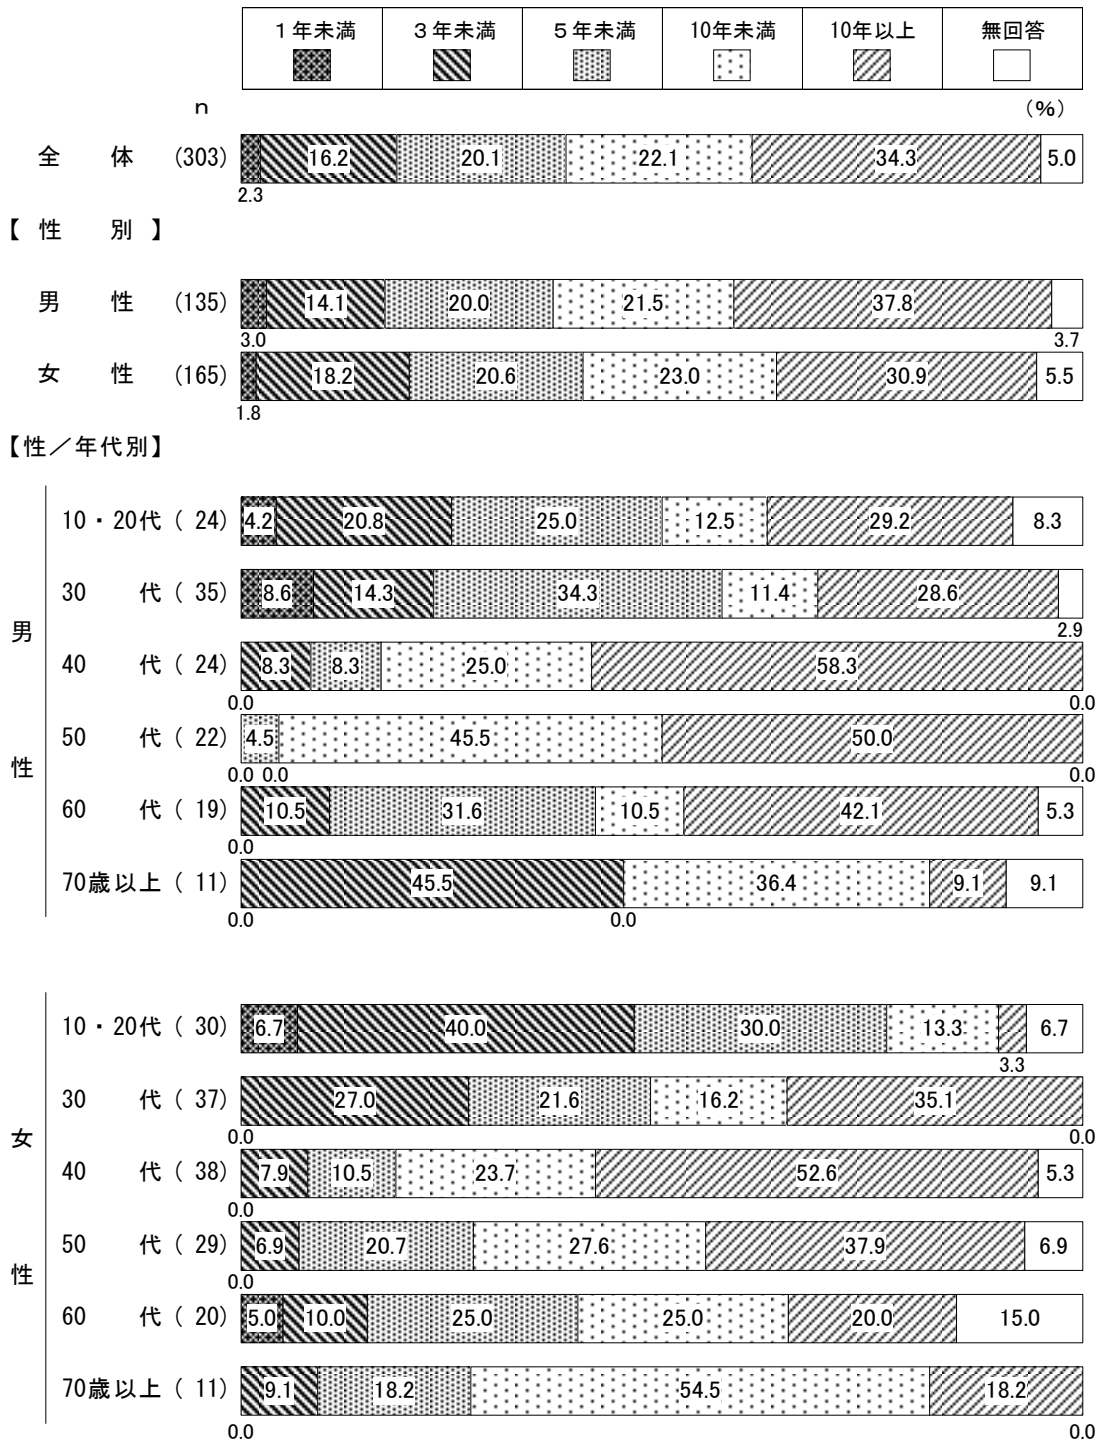 １年未満 ３年未満 ５年未満 10年未満 10年以上 無回答
n (%)
全 体 (303) 16.2 20.1 22.1 34.3 5.0
2.3
【 性 別 】
男 性 (135) 14.1 20.0 21.5 37.8
3.0 3.7
女 性 (165) 18.2 20.6 23.0 30.9 5.5
1.8
【性／年代別】
男性
10・20代 ( 24) 4.2 20.8 25.0 12.5 29.2 8.3
30 代 ( 35) 8.6 14.3 34.3 11.4 28.6
2.9
40 代 ( 24) 8.3 8.3 25.0 58.3
0.0 0.0
50 代 ( 22) 4.5 45.5 50.0
0.0 0.0 0.0
60 代 ( 19) 10.5 31.6 10.5 42.1 5.3
0.0
70歳以上 ( 11) 45.5 36.4 9.1 9.1
0.0 0.0
女性
10・20代 ( 30) 6.7 40.0 30.0 13.3 6.7
3.3
30 代 ( 37) 27.0 21.6 16.2 35.1
0.0 0.0
40 代 ( 38) 7.9 10.5 23.7 52.6 5.3
0.0
50 代 ( 29) 6.9 20.7 27.6 37.9 6.9
0.0
60 代 ( 20) 5.0 10.0 25.0 25.0 20.0 15.0
70歳以上 ( 11) 9.1 18.2 54.5 18.2
0.0 0.0